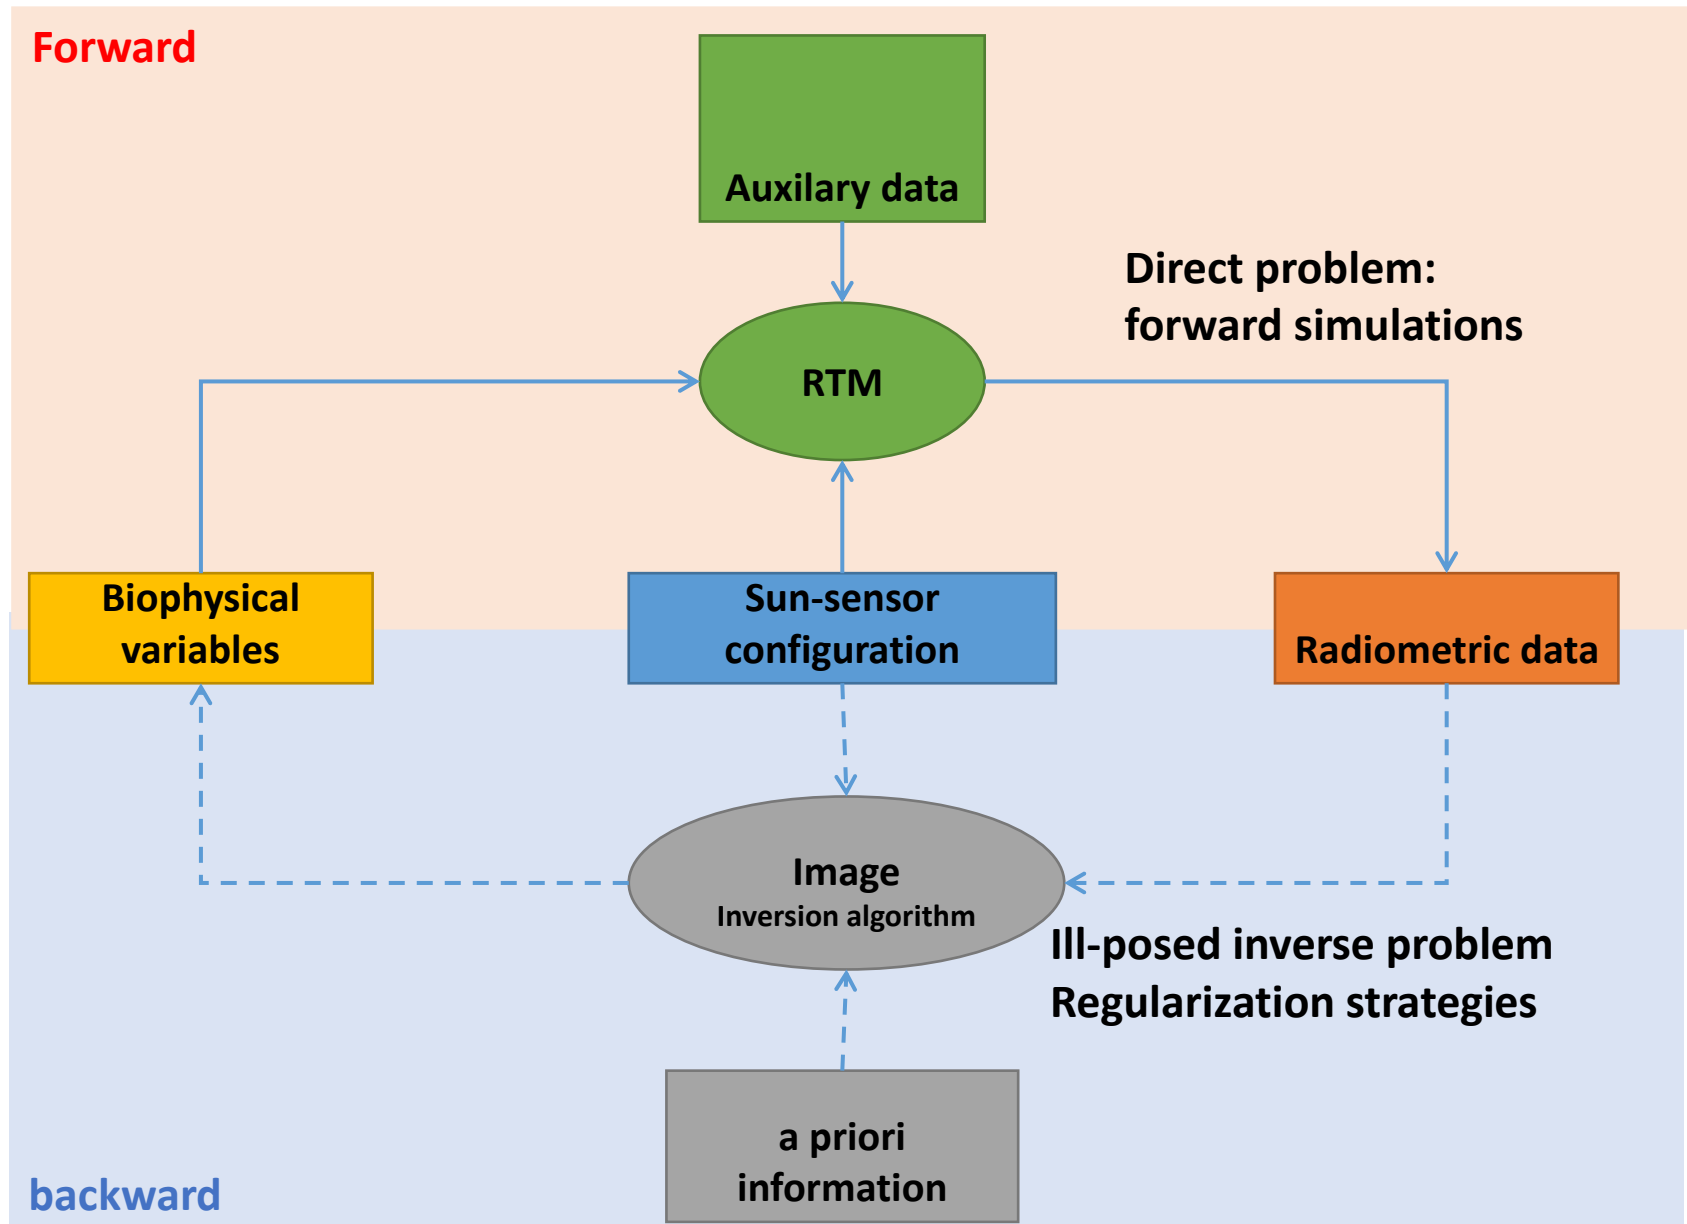 Forward
Auxilary data
Direct problem:
forward simulations
RTM
Biophysical
variables
Sun-sensor
configuration
Radiometric data
Image
Inversion algorithm
Ill-posed inverse problem
Regularization strategies
a priori
information
backward